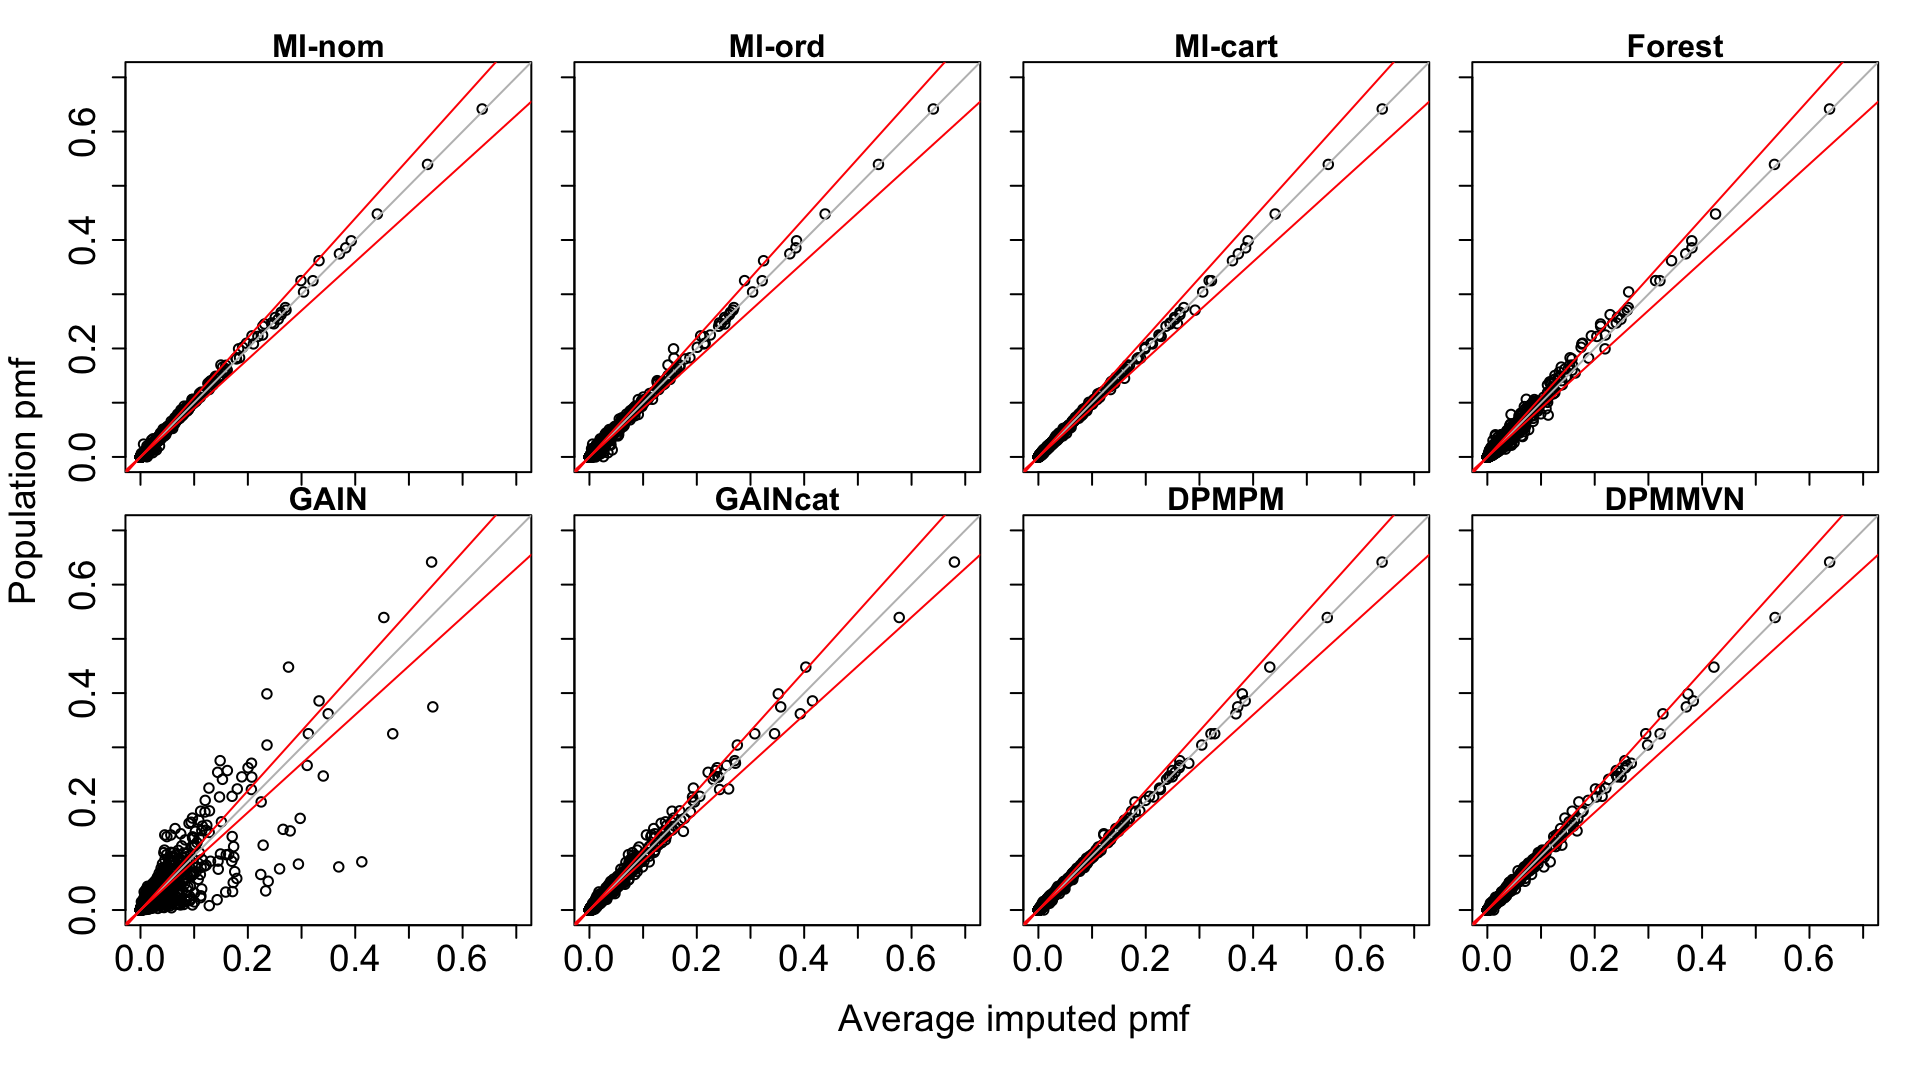 MI-nom MI-ord MI-cart Forest
0.0 0.2 0.4 0.6
GAIN GAINcat DPMPM DPMMVN
0.0 0.2 0.4 0.6
Population pmf
0.0 0.2 0.4 0.6 0.0 0.2 0.4 0.6 0.0 0.2 0.4 0.6 0.0 0.2 0.4 0.6
Average imputed pmf